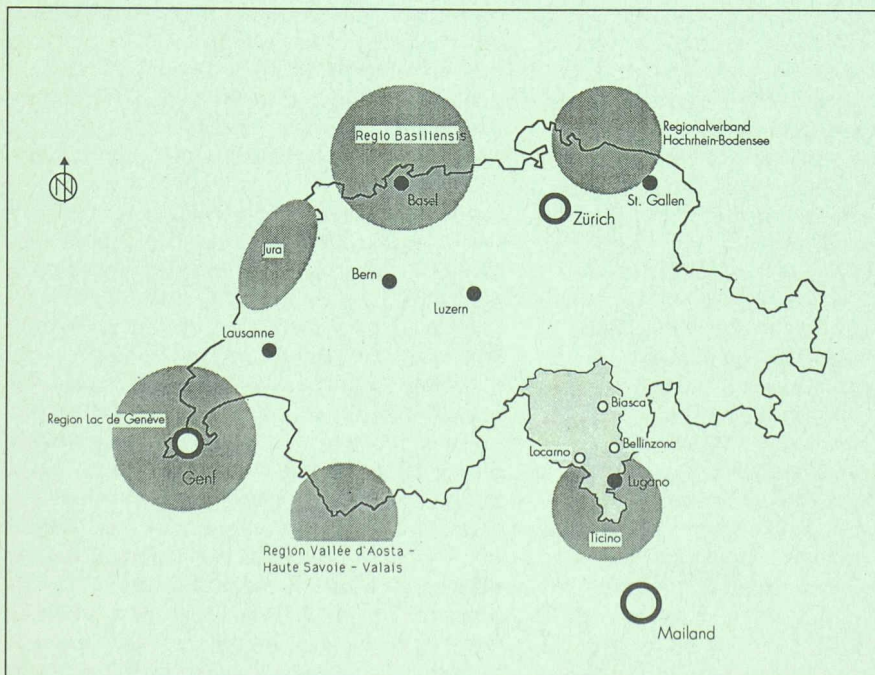 Regio Basiliensis
Regionalverband
Hochrhein-Bodensee
N
Basel
St. Gallen
Zürich
Jura
Bern
Luzern
Lausanne
Biasca
Region Lac de Genève
Bellinzona
Locarno
Genf
Lugano
Ticino
Region Vallée d'Aosta -
Haute Savoie - Valais
Mailand